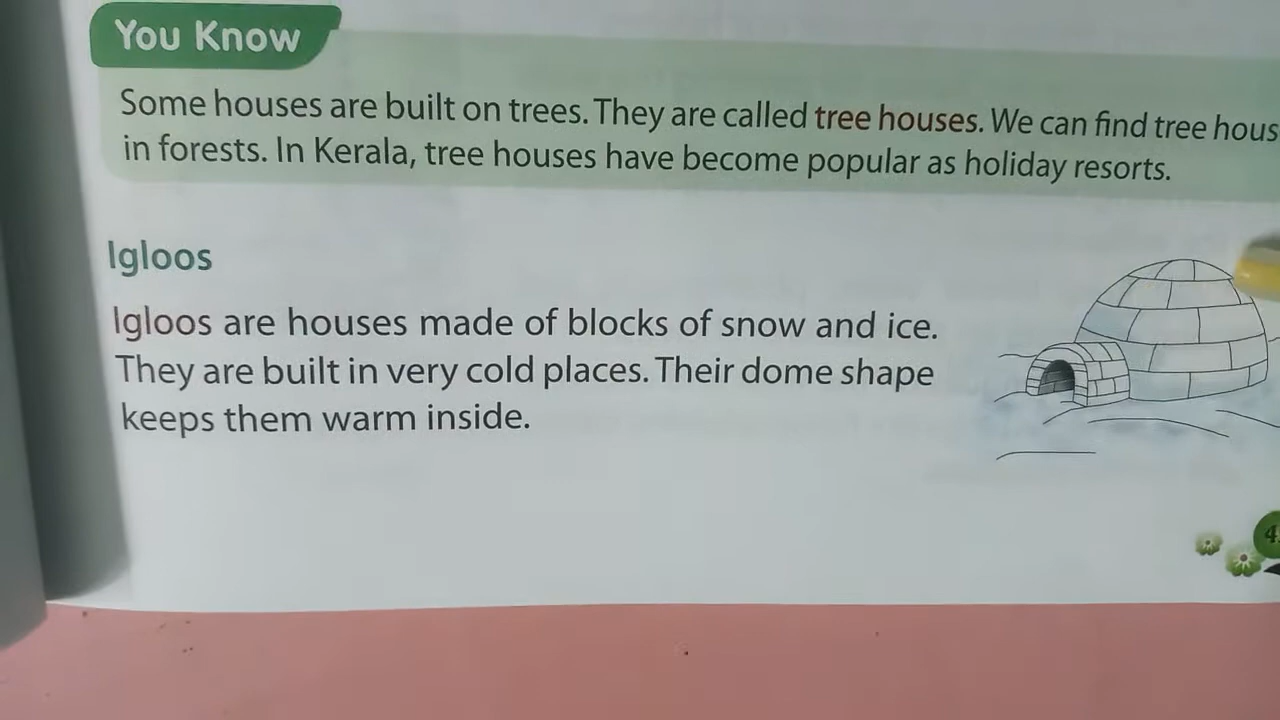 You Know
Some houses are built on trees. They are called tree houses. We can find tree hous
in forests. In Kerala, tree houses have become popular as holiday resorts.
Igloos
Igloos are houses made of blocks of snow and ice.
They are built in very cold places. Their dome shape
keeps them warm inside.